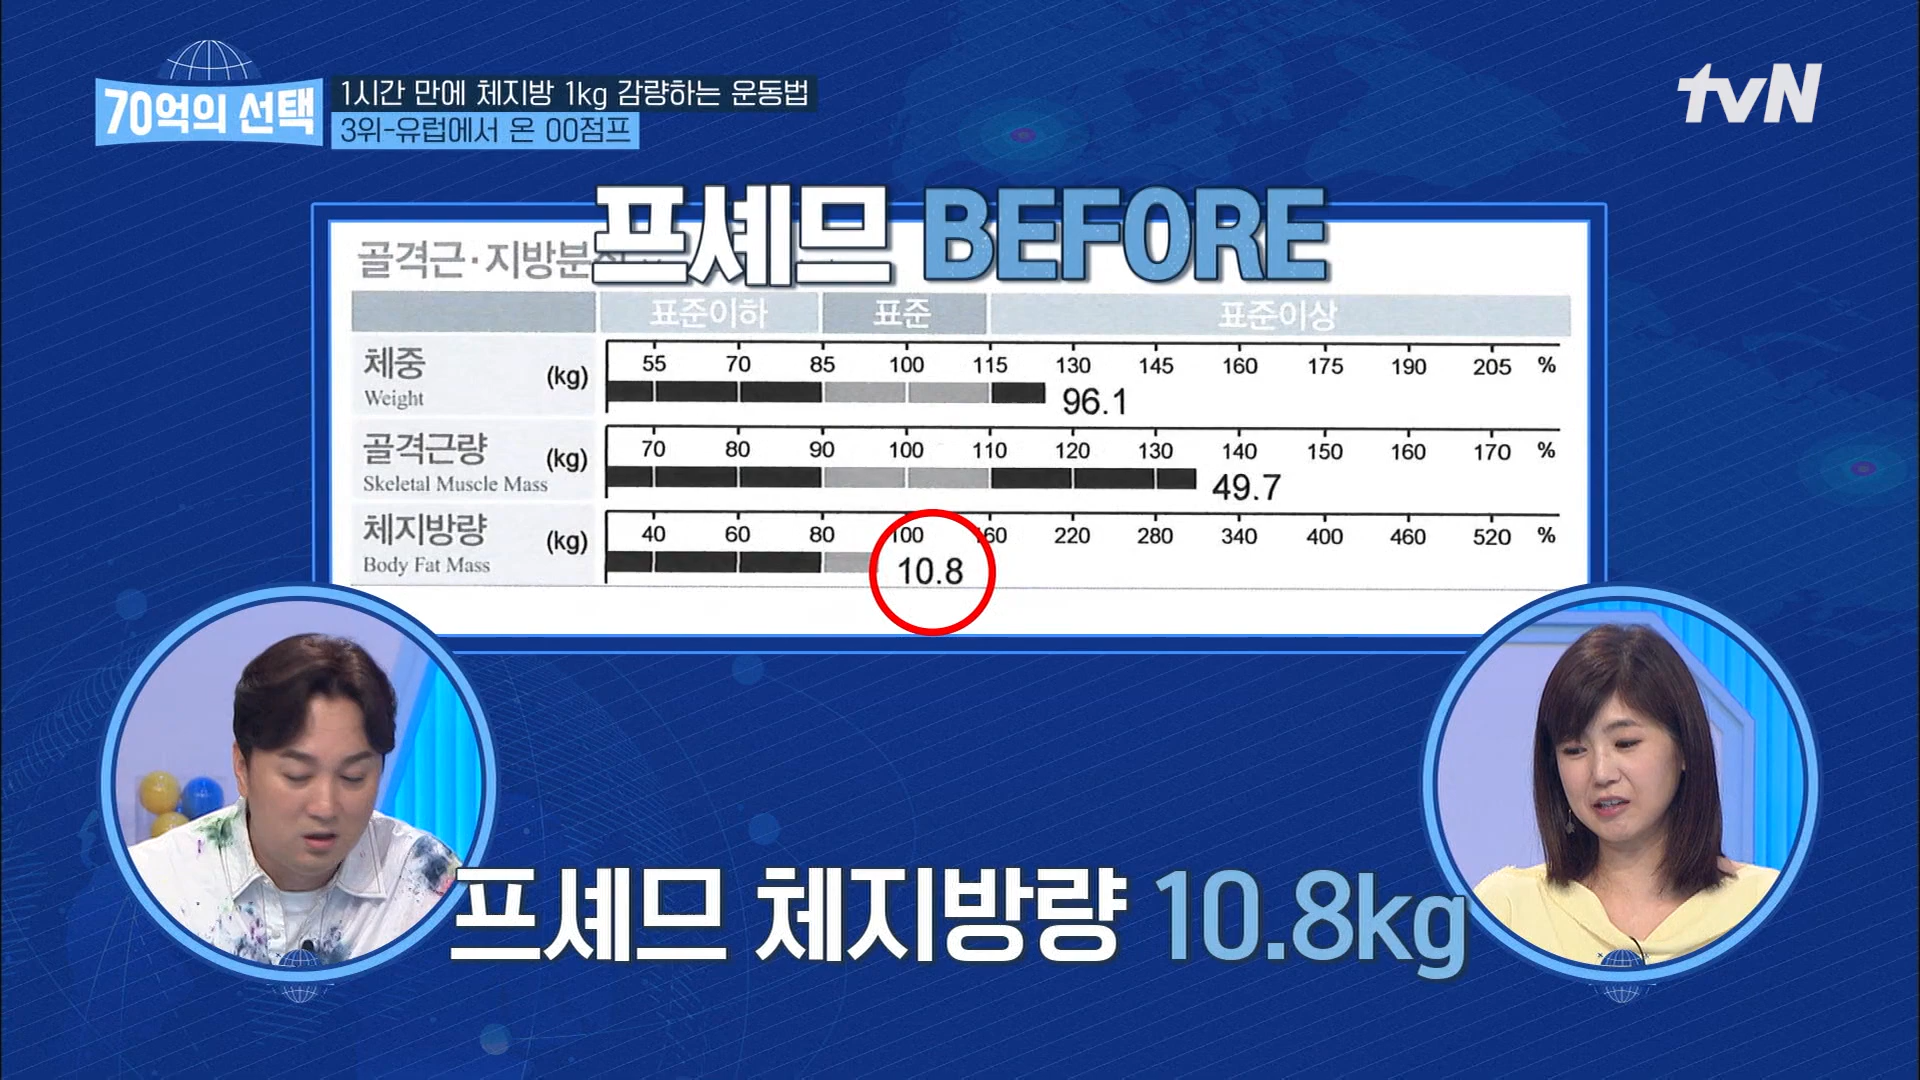 70억의 선택
1시간 만에 체지방 1kg 감량하는 운동법
3위-유럽에서 온 00점프
tvN
프셰므 BEFORE
골격근·지방분석
표준이하 표준 표준이상
체중 (kg) 55 70 85 100 115 130 145 160 175 190 205 %
Weight 96.1
골격근량 (kg) 70 80 90 100 110 120 130 140 150 160 170 %
Skeletal Muscle Mass 49.7
체지방량 (kg) 40 60 80 100 160 220 280 340 400 460 520 %
Body Fat Mass 10.8
프셰므 체지방량 10.8kg